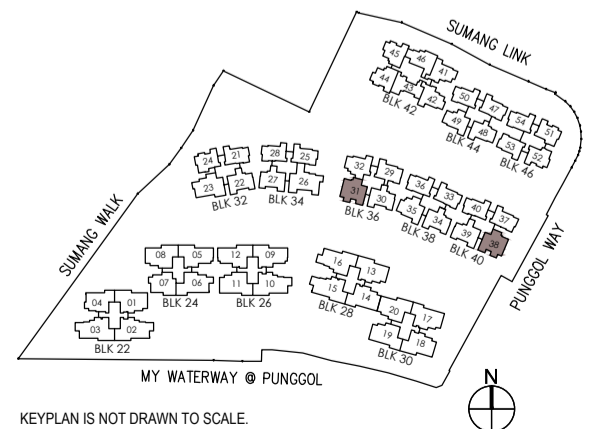 SUMANG LINK
45 46 41
44 43 42
BLK 42
50 47
49 48
BLK 44
54 51
53 52
BLK 46
24 21
23 22
BLK 32
28 25
27 26
BLK 34
32 29
31 30
BLK 36
36 33
35 34
BLK 38
40 37
39 38
BLK 40
SUMANG WALK
PUNGGOL WAY
08 05
07 06
BLK 24
12 09
11 10
BLK 26
16 13
15 14
BLK 28
20 17
19 18
BLK 30
04 01
03 02
BLK 22
MY WATERWAY @ PUNGGOL
N
KEYPLAN IS NOT DRAWN TO SCALE.